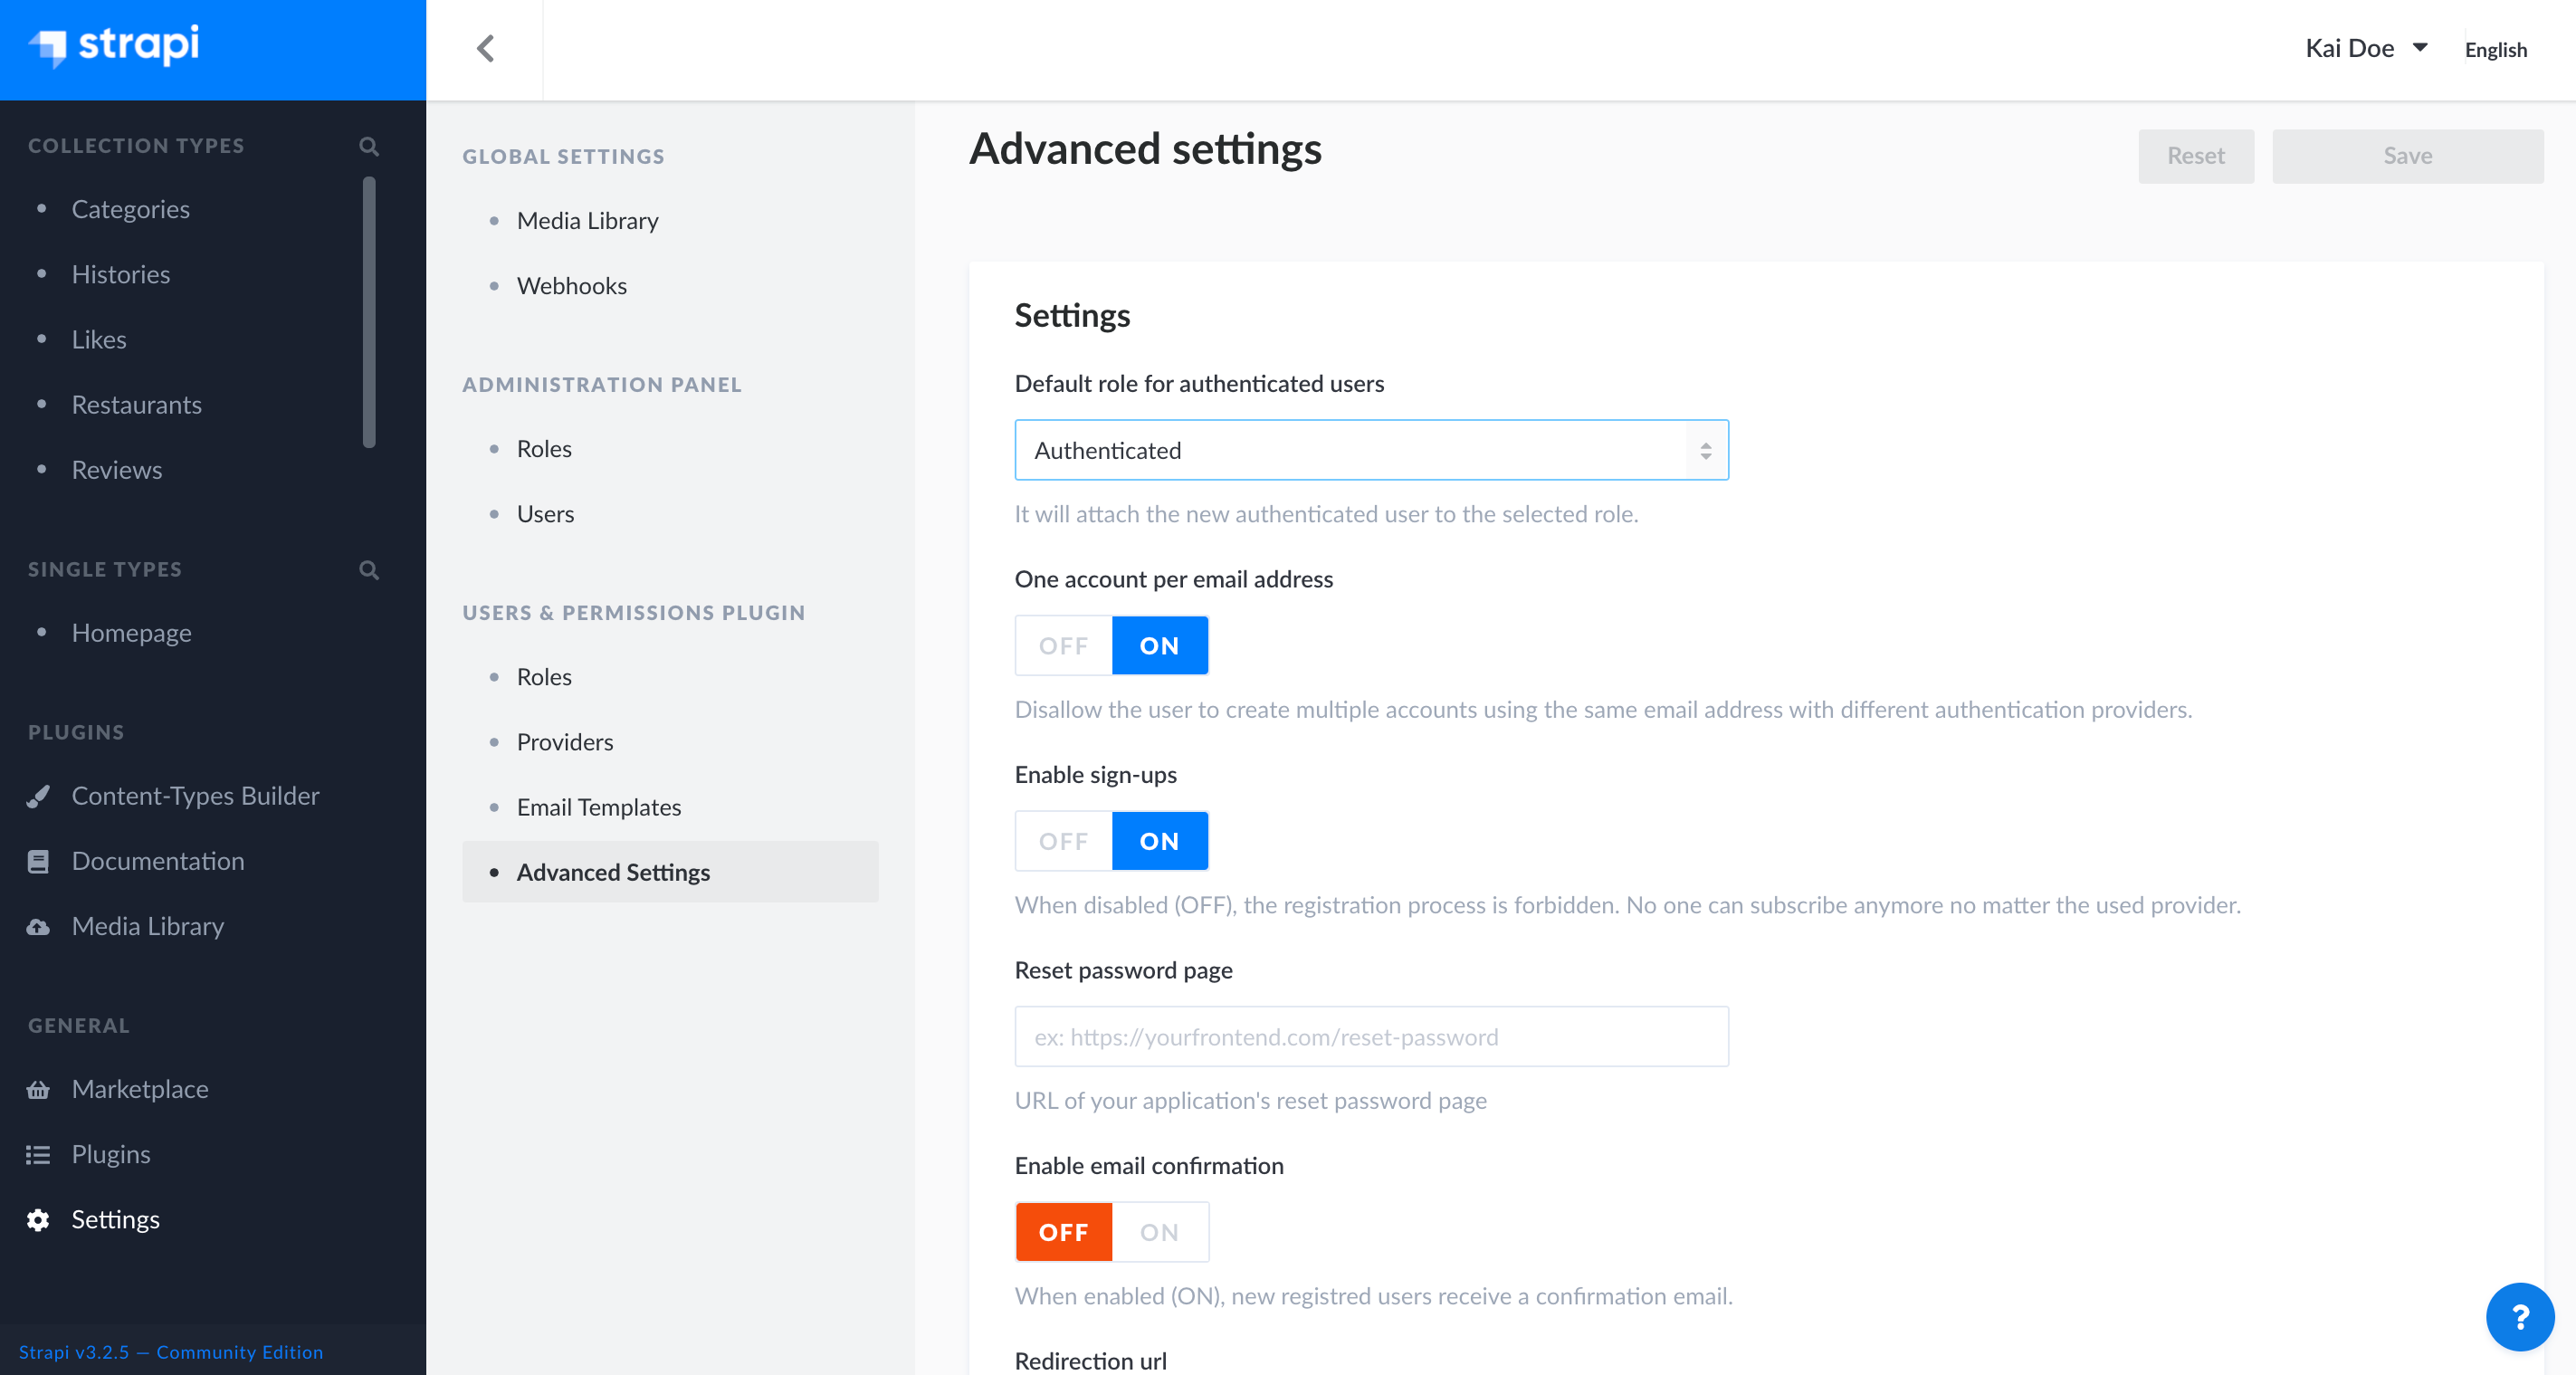 strapi
Kai Doe
English
COLLECTION TYPES
Categories
Histories
Likes
Restaurants
Reviews
SINGLE TYPES
Homepage
PLUGINS
Content-Types Builder
Documentation
Media Library
GENERAL
Marketplace
Plugins
Settings
Strapi v3.2.5 — Community Edition
GLOBAL SETTINGS
Media Library
Webhooks
ADMINISTRATION PANEL
Roles
Users
USERS & PERMISSIONS PLUGIN
Roles
Providers
Email Templates
Advanced Settings
Advanced settings
Reset
Save
Settings
Default role for authenticated users
Authenticated
It will attach the new authenticated user to the selected role.
One account per email address
OFF ON
Disallow the user to create multiple accounts using the same email address with different authentication providers.
Enable sign-ups
OFF ON
When disabled (OFF), the registration process is forbidden. No one can subscribe anymore no matter the used provider.
Reset password page
ex: https://yourfrontend.com/reset-password
URL of your application's reset password page
Enable email confirmation
OFF ON
When enabled (ON), new registred users receive a confirmation email.
Redirection url
?